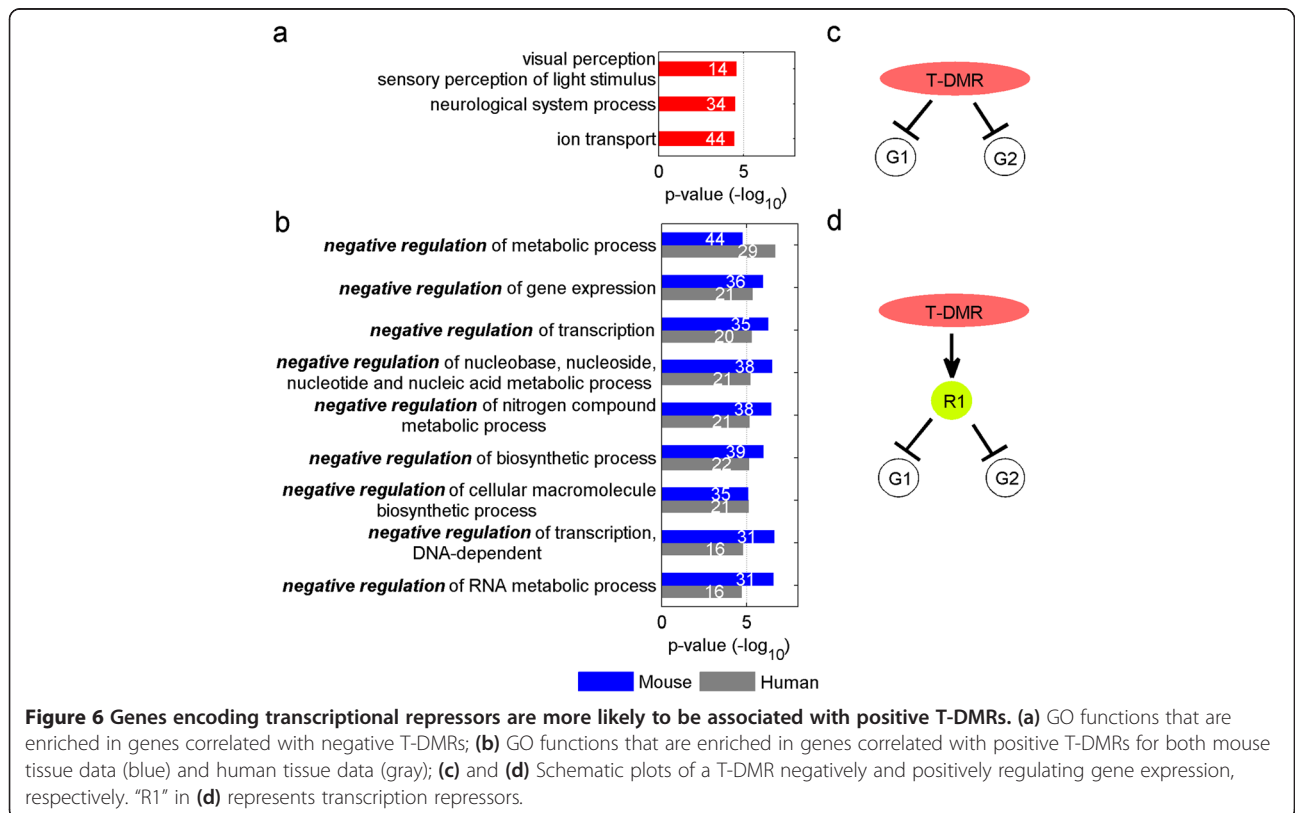 a
visual perception
sensory perception of light stimulus
14
neurological system process
34
ion transport
44
0
5
p-value (-log10)
c
T-DMR
G1
G2
b
negative regulation of metabolic process
44
29
negative regulation of gene expression
36
21
negative regulation of transcription
35
20
negative regulation of nucleobase, nucleoside,
nucleotide and nucleic acid metabolic process
38
21
negative regulation of nitrogen compound
metabolic process
38
21
negative regulation of biosynthetic process
39
22
negative regulation of cellular macromolecule
biosynthetic process
35
21
negative regulation of transcription,
DNA-dependent
31
16
negative regulation of RNA metabolic process
31
16
0
5
p-value (-log10)
Mouse
Human
d
T-DMR
R1
G1
G2
Figure 6 Genes encoding transcriptional repressors are more likely to be associated with positive T-DMRs. (a) GO functions that are
enriched in genes correlated with negative T-DMRs; (b) GO functions that are enriched in genes correlated with positive T-DMRs for both mouse
tissue data (blue) and human tissue data (gray); (c) and (d) Schematic plots of a T-DMR negatively and positively regulating gene expression,
respectively. "R1" in (d) represents transcription repressors.